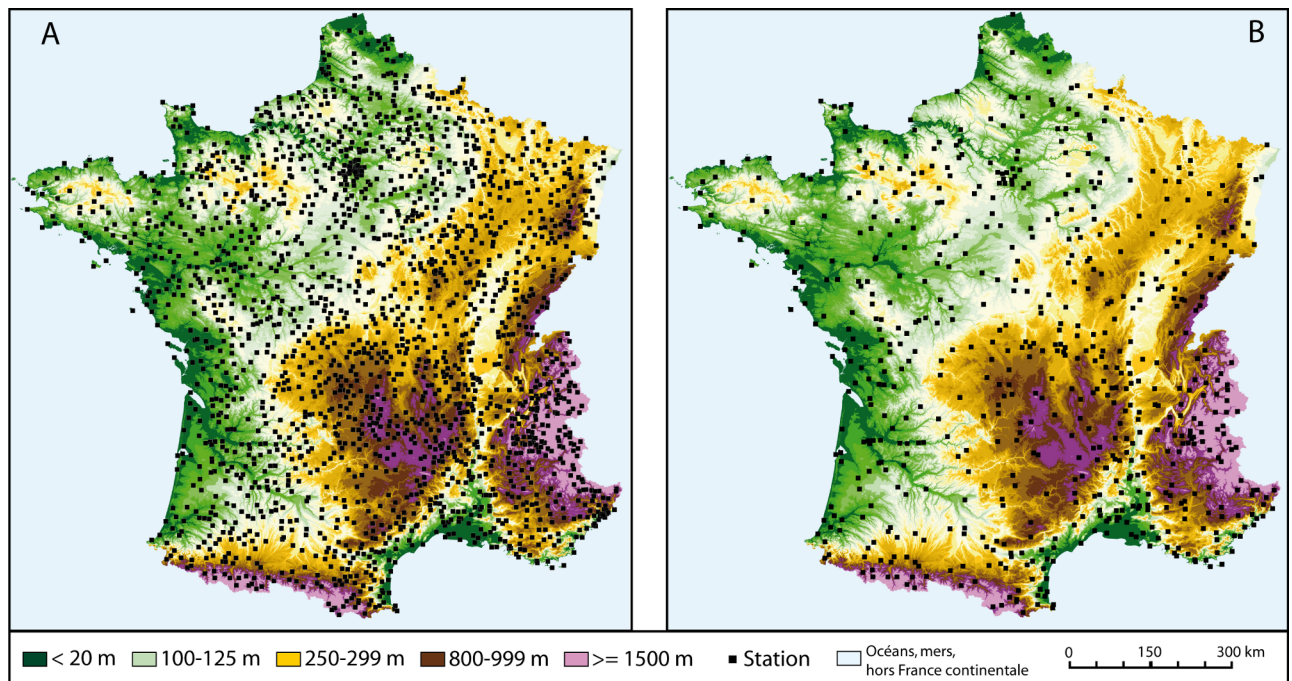 A
B
< 20 m
100-125 m
250-299 m
800-999 m
>= 1500 m
Station
Océans, mers,
hors France continentale
0 150 300 km